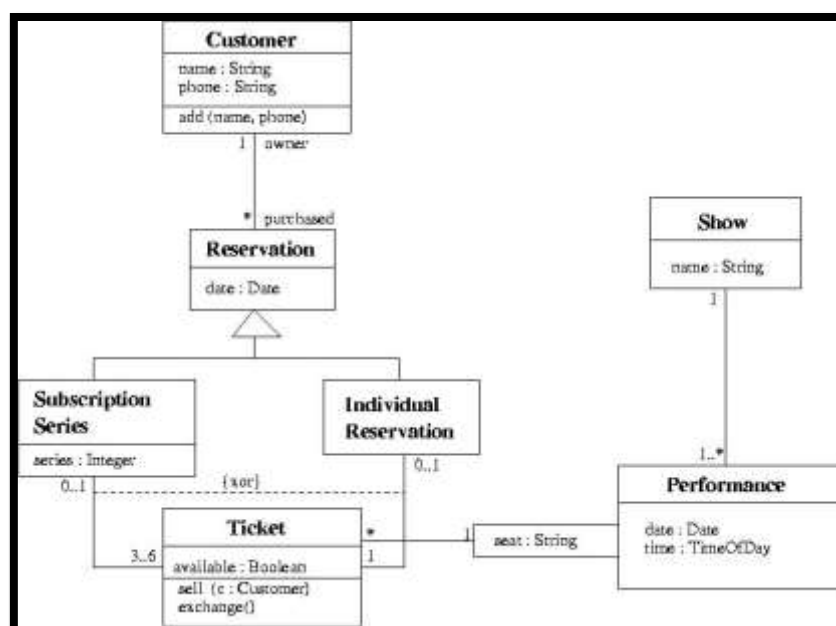 Customer
name : String
phone : String
add (name, phone)
1 owner
* purchased
Reservation
date : Date
Show
name : String
1
Subscription
Series
series : Integer
0..1
Individual
Reservation
0..1
{xor}
1..*
Performance
date : Date
time : TimeOfDay
Ticket
available : Boolean
sell (c : Customer)
exchange()
3..6
*
1
1
seat : String